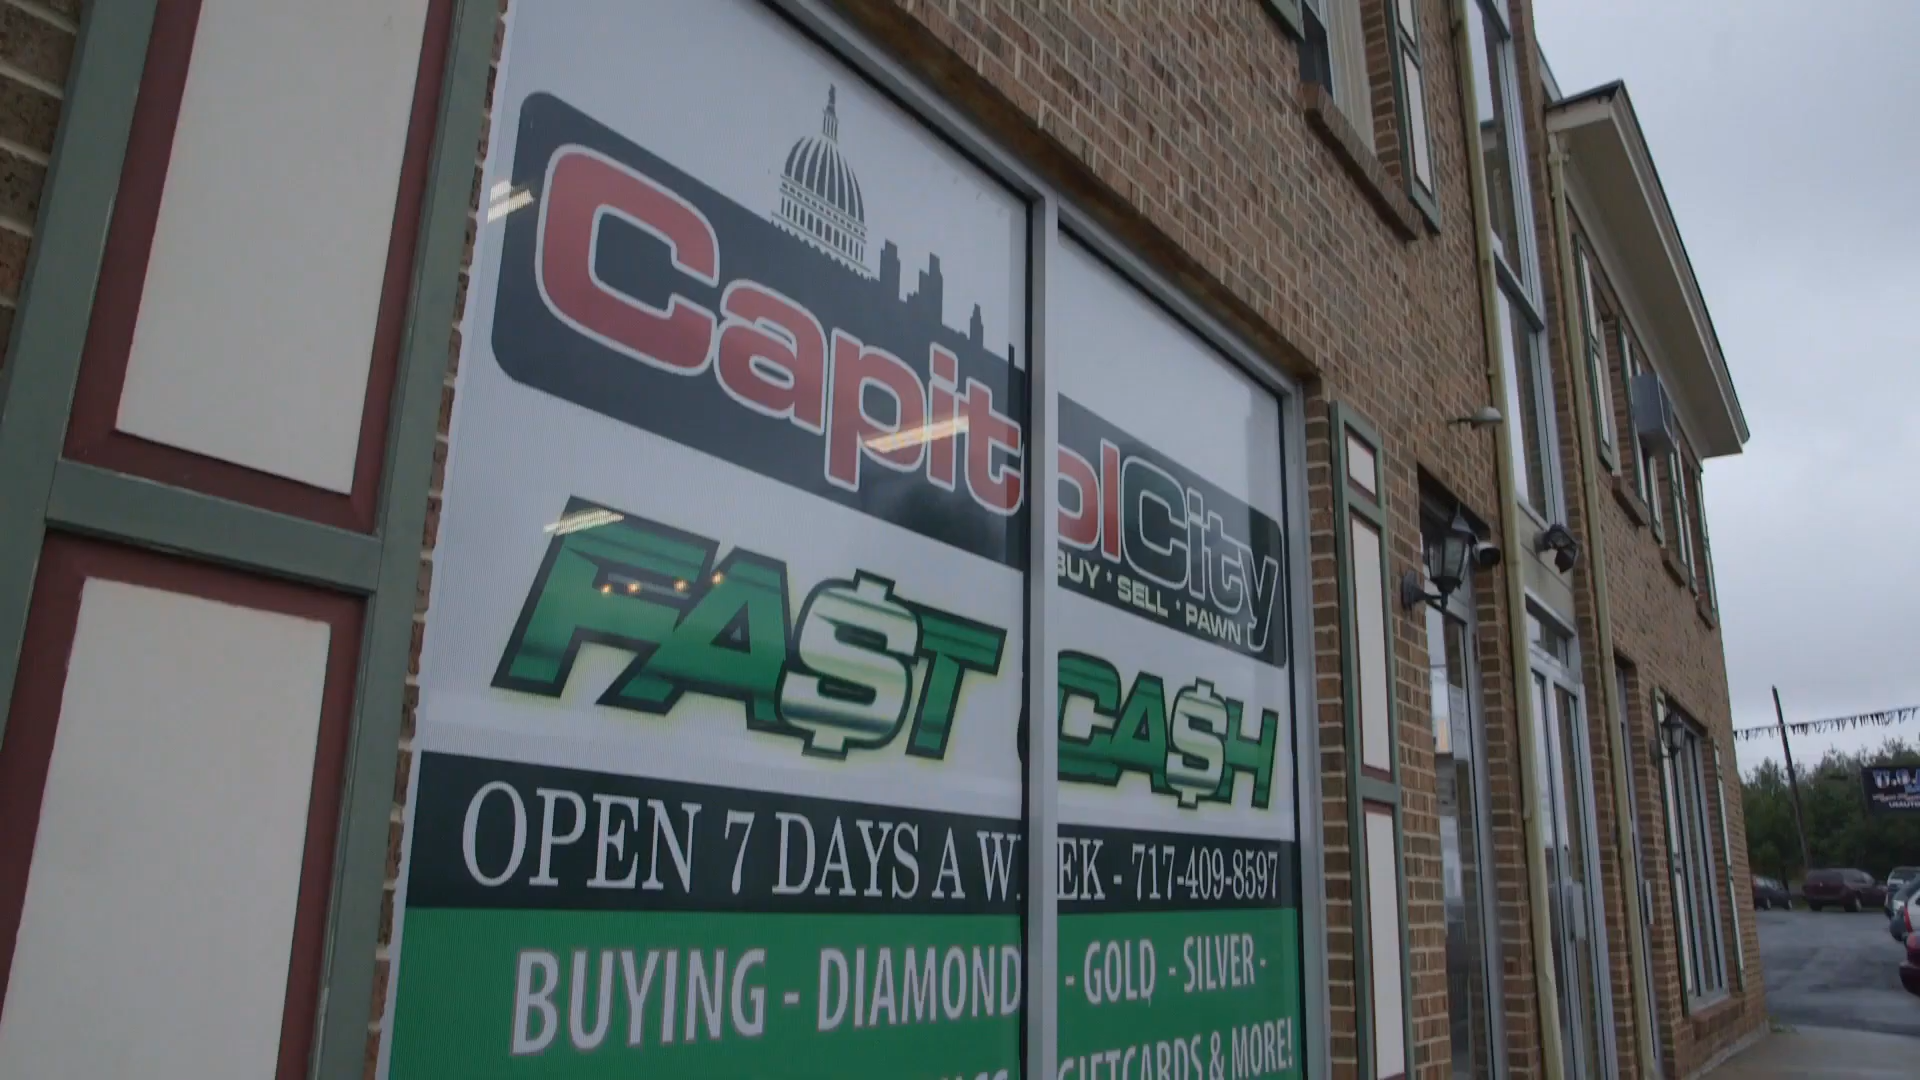 CapitolCity
BUY * SELL * PAWN
FA$T CA$H
OPEN 7 DAYS A WEEK - 717-409-8597
BUYING - DIAMOND - GOLD - SILVER -
GIFTCARDS & MORE!